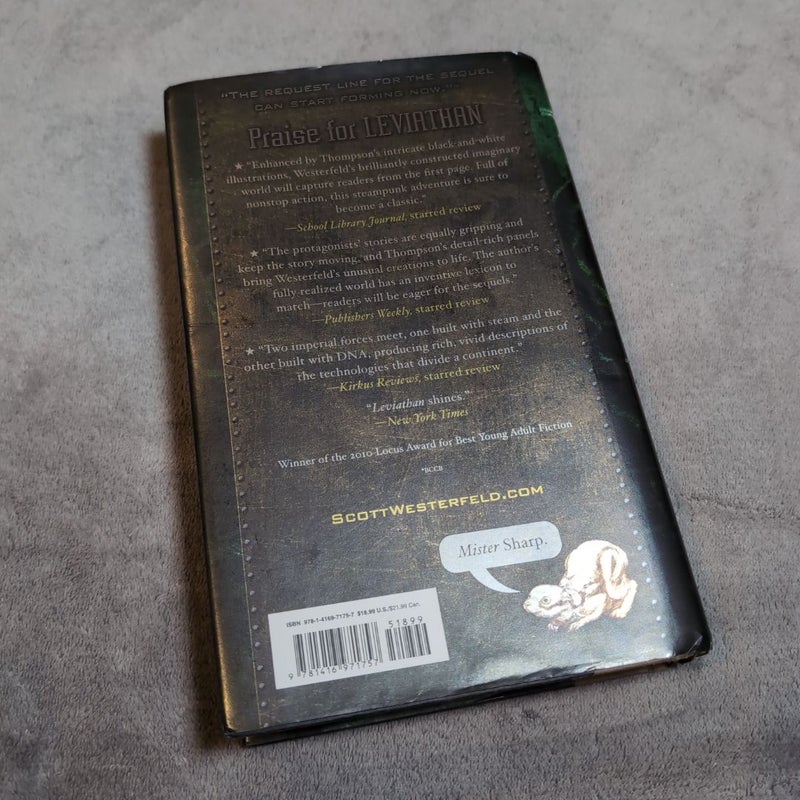 "THE REQUEST LINE FOR THE SEQUEL
CAN START FORMING NOW."*
Praise for LEVIATHAN
★ "Enhanced by Thompson's intricate black-and-white
illustrations, Westerfeld's brilliantly constructed imaginary
world will capture readers from the first page. Full of
nonstop action, this steampunk adventure is sure to
become a classic."
—School Library Journal, starred review
★ "The protagonists' stories are equally gripping and
keep the story moving, and Thompson's detail-rich panels
bring Westerfeld's unusual creations to life. The author's
fully-realized world has an inventive lexicon to
match—readers will be eager for the sequels."
—Publishers Weekly, starred review
★ "Two imperial forces meet, one built with steam and the
other built with DNA, producing rich, vivid descriptions of
the technologies that divide a continent."
—Kirkus Reviews, starred review
"Leviathan shines."
—New York Times
Winner of the 2010 Locus Award for Best Young Adult Fiction
*BCCB
SCOTTWESTERFELD.COM
Mister Sharp.
ISBN 978-1-4169-7175-7 $18.99 U.S./$21.99 Can.
51899
9 781416 971757